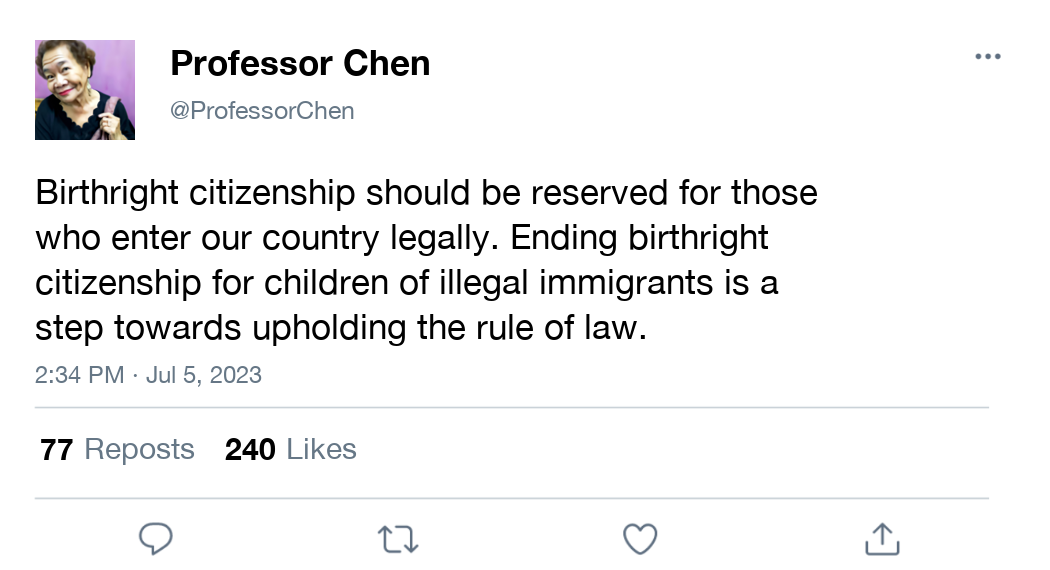 Professor Chen
@ProfessorChen
Birthright citizenship should be reserved for those
who enter our country legally. Ending birthright
citizenship for children of illegal immigrants is a
step towards upholding the rule of law.
2:34 PM · Jul 5, 2023
77 Reposts 240 Likes